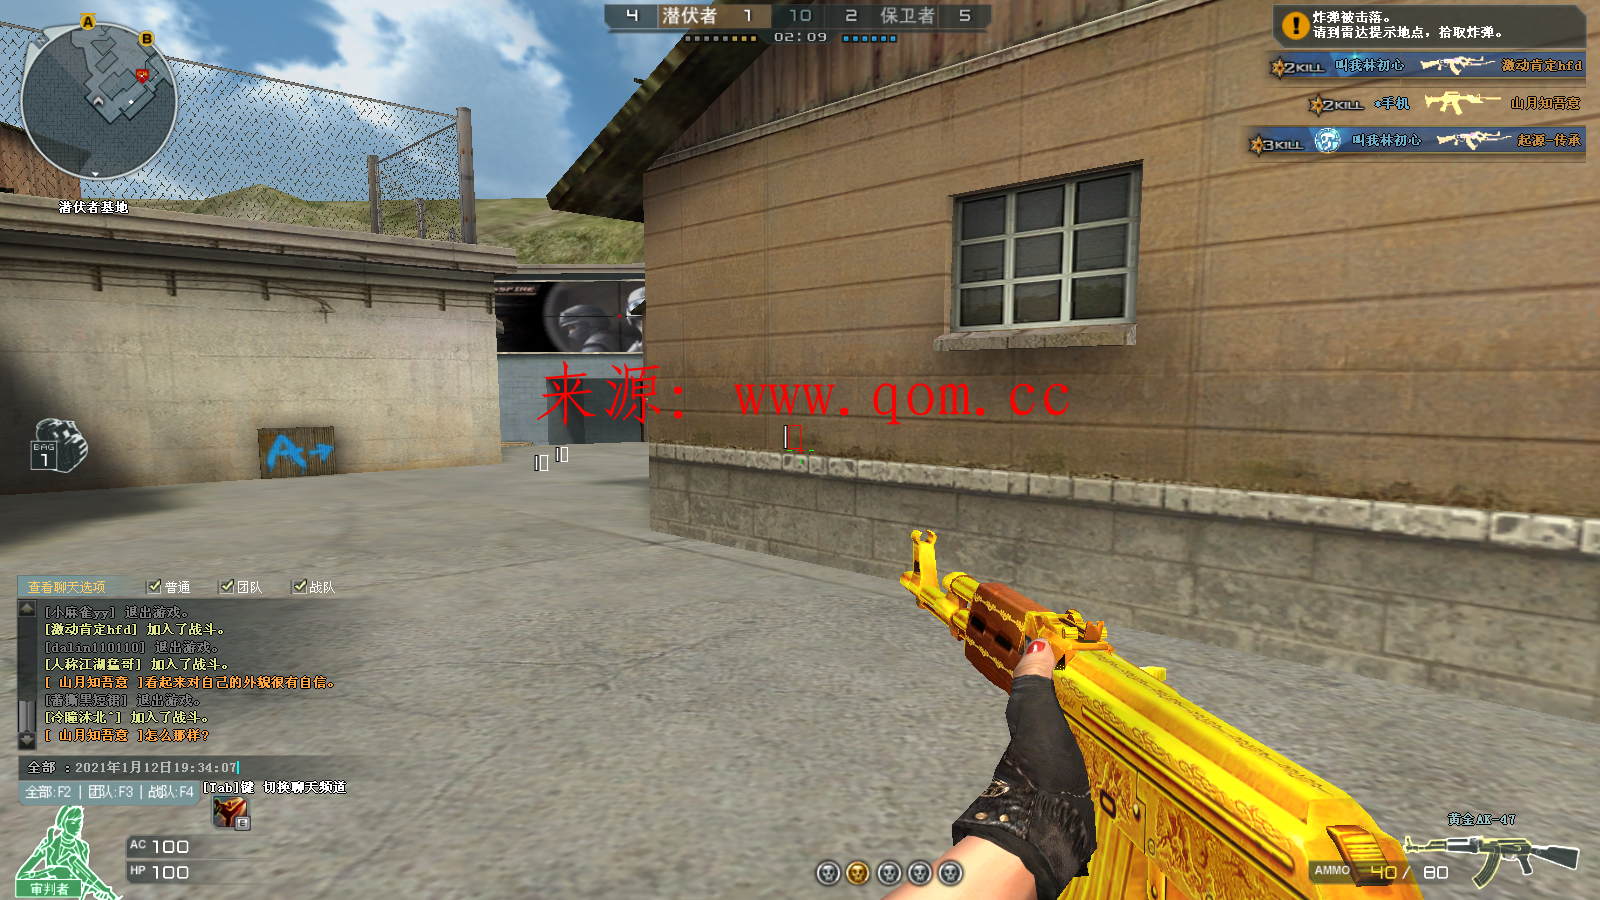 A
B
4 潜伏者 1 10 2 保卫者 5
02:09
炸弹被击落。
请到雷达提示地点，拾取炸弹。
2KILL 叫我林初心 激动肯定hfd
2KILL *手机 山月知吾意
3KILL 叫我林初心 起源-传承
潜伏者基地
来源：www.qom.cc
BAG
1
A→
查看聊天选项 普通 团队 战队
[小麻雀yy] 退出游戏。
[激动肯定hfd] 加入了战斗。
[dalin110110] 退出游戏。
[人称江湖猛哥] 加入了战斗。
[ 山月知吾意 ]看起来对自己的外貌很有自信。
退出游戏。
[冷瞳沐北^] 加入了战斗。
[ 山月知吾意 ]怎么那样?
全部 : 2021年1月12日19:34:07
全部:F2 | 团队:F3 | 战队:F4
[Tab]键 切换聊天频道
E
AC 100
HP 100
审判者
黄金AK-47
AMMO 40 / 80